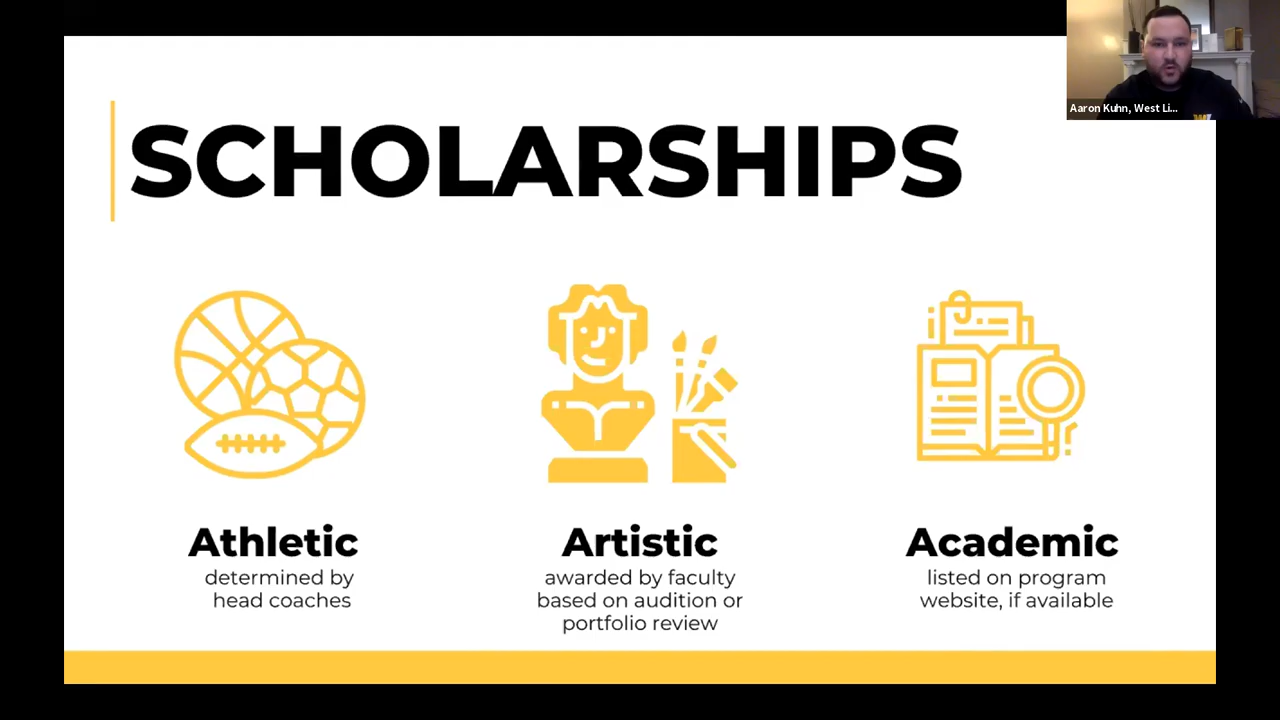 Aaron Kuhn, West Li...
SCHOLARSHIPS
Athletic
determined by
head coaches
Artistic
awarded by faculty
based on audition or
portfolio review
Academic
listed on program
website, if available